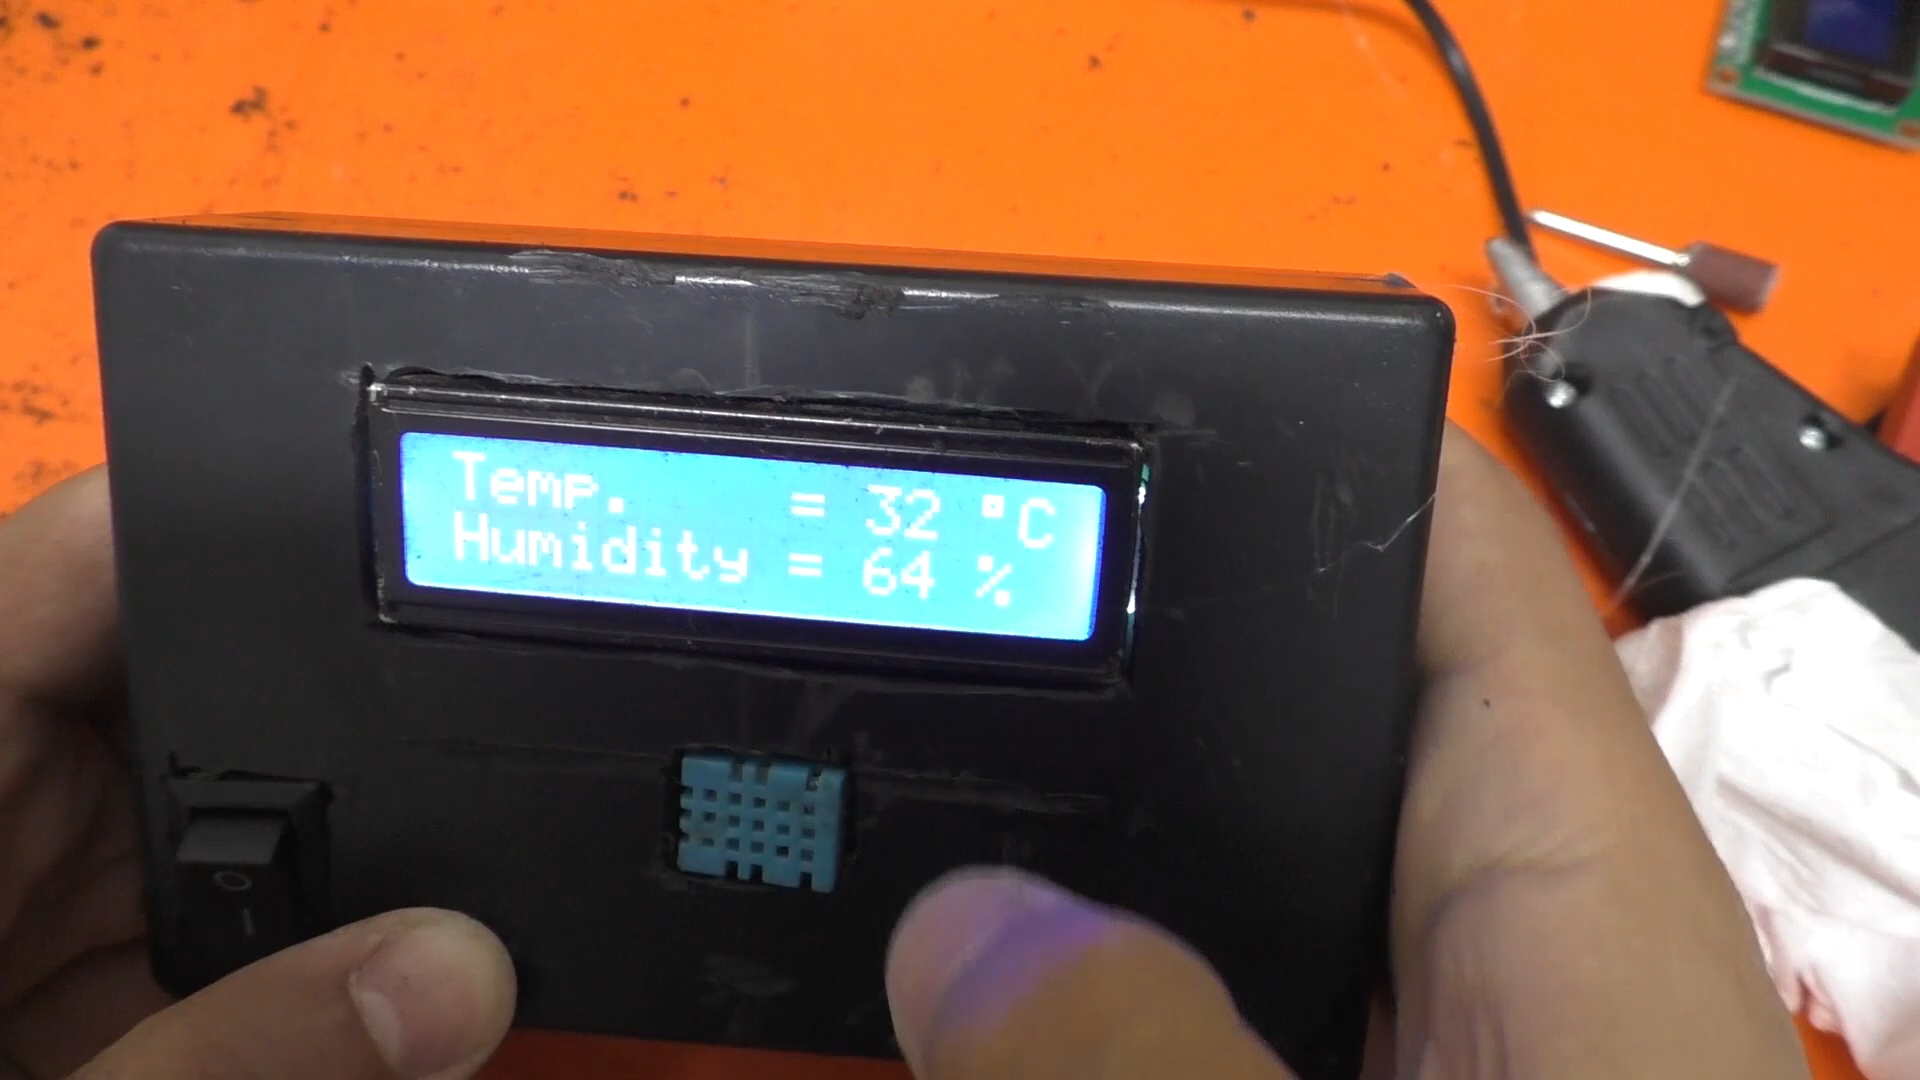 Temp. = 32 °C
Humidity = 64 %